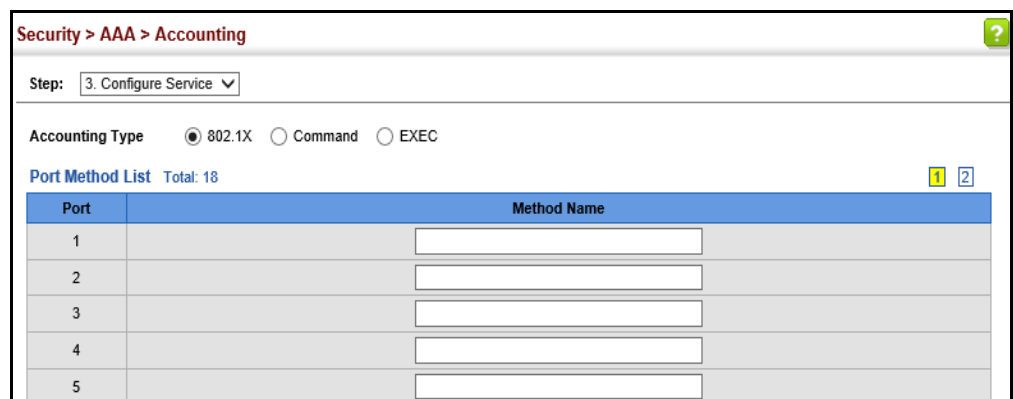 Security > AAA > Accounting ?
Step: 3. Configure Service
Accounting Type 802.1X Command EXEC
Port Method List Total: 18 1 2
Port Method Name
1
2
3
4
5